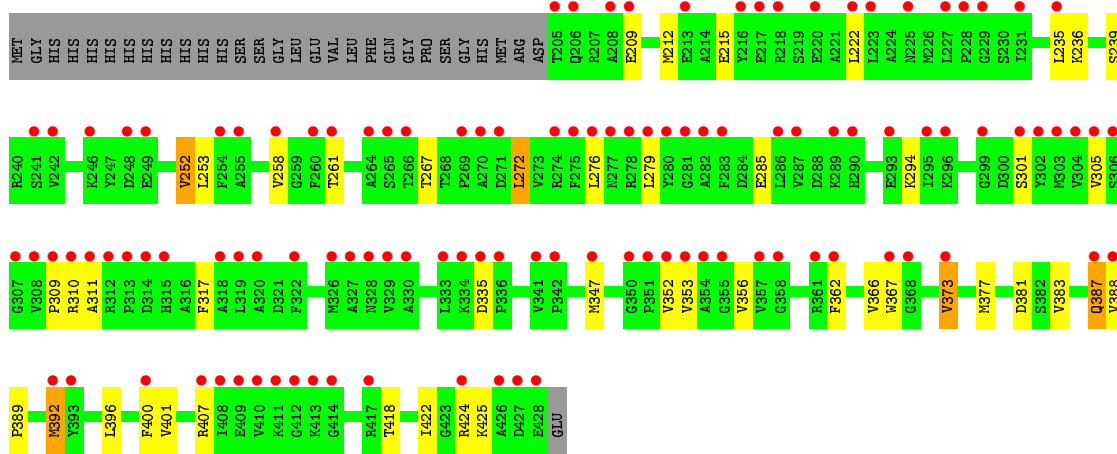 MET GLY HIS HIS HIS HIS HIS HIS HIS HIS HIS HIS SER SER GLY LEU GLU VAL LEU PHE GLN GLY PRO SER GLY HIS MET ARG ASP T205 Q206 R207 A208 E209 M212 E213 A214 E215 Y216 E217 R218 S219 E220 A221 L222 L223 A224 N225 M226 L227 P228 G229 S230 I231 L235 K236 S239
R240 S241 V242 K246 Y247 D248 E249 V252 L253 F254 A255 V258 G259 F260 T261 A264 S265 T266 T267 T268 P269 A270 D271 L272 V273 R274 F275 L276 N277 R278 L279 Y280 G281 A282 F283 D284 E285 L286 V287 D288 K289 H290 E293 K294 I295 K296 G299 D300 S301 Y302 M303 V304 V305 S306
G307 V308 P309 R310 A311 R312 P313 D314 H315 A316 F317 A318 L319 A320 D321 F322 M326 A327 N328 V329 A330 L333 K334 D335 P336 V341 P342 M347 G350 P351 V352 V353 A354 G355 V356 V357 G358 R361 F362 V366 W367 G368 V373 M377 D381 S382 V383 Q387 V388
P389 M392 Y393 L396 F400 V401 R407 I408 E409 V410 K411 G412 K413 G414 R417 T418 I422 G423 R424 K425 A426 D427 E428 GLU